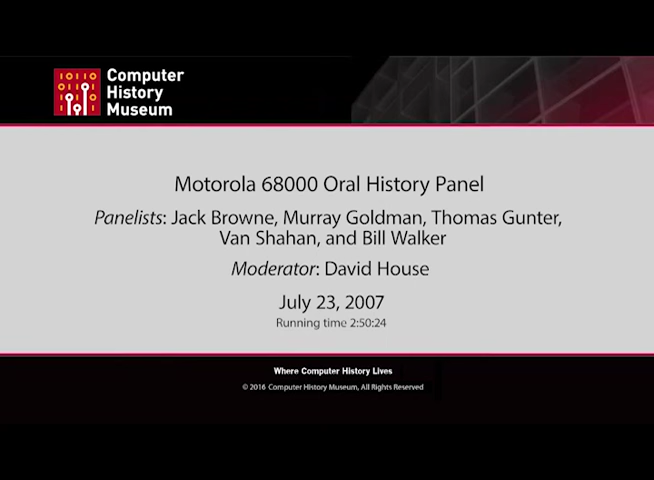 Computer
History
Museum
Motorola 68000 Oral History Panel
Panelists: Jack Browne, Murray Goldman, Thomas Gunter,
Van Shahan, and Bill Walker
Moderator: David House
July 23, 2007
Running time 2:50:24
Where Computer History Lives
© 2016 Computer History Museum, All Rights Reserved